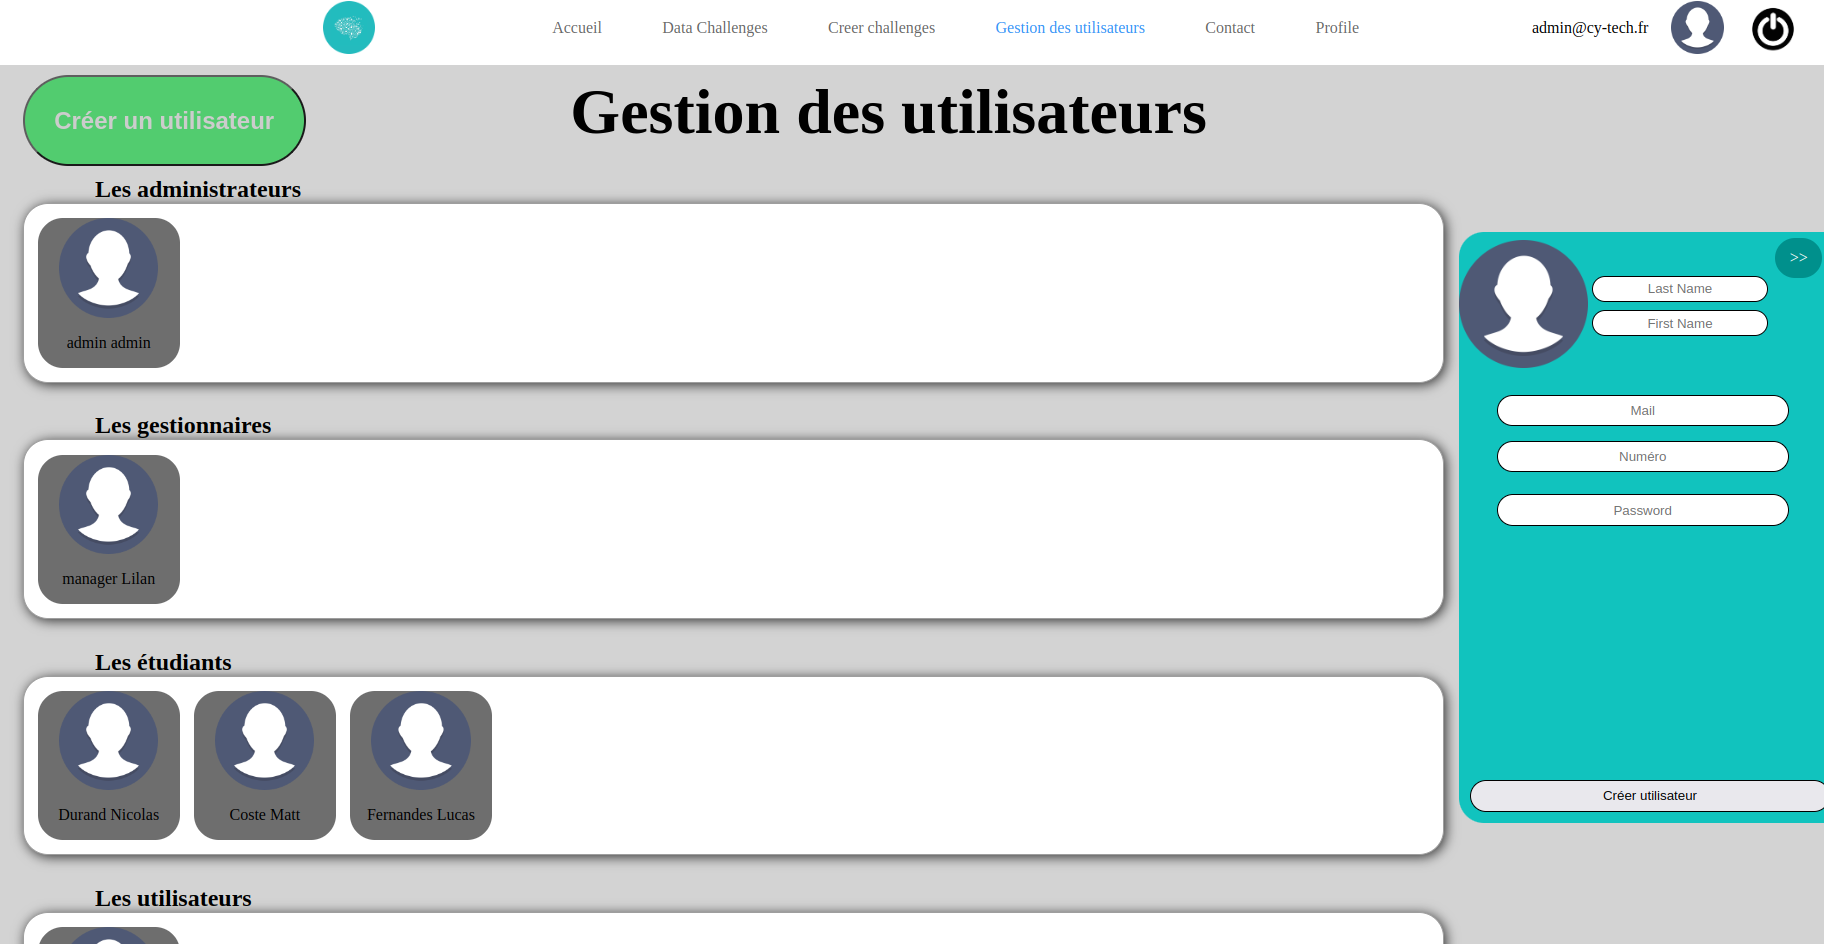 Accueil
Data Challenges
Creer challenges
Gestion des utilisateurs
Contact
Profile
admin@cy-tech.fr
Créer un utilisateur
Gestion des utilisateurs
Les administrateurs
admin admin
>>
Last Name
First Name
Mail
Numéro
Password
Créer utilisateur
Les gestionnaires
manager Lilan
Les étudiants
Durand Nicolas
Coste Matt
Fernandes Lucas
Les utilisateurs